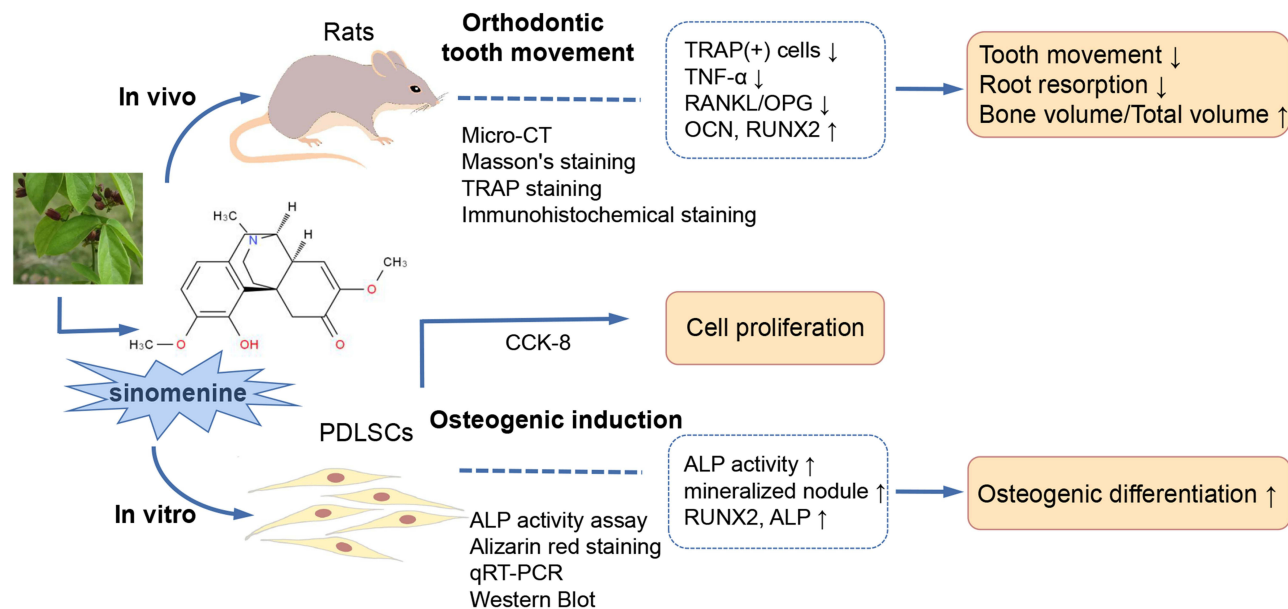 Rats
Orthodontic
tooth movement
In vivo
Micro-CT
Masson's staining
TRAP staining
Immunohistochemical staining
TRAP(+) cells ↓
TNF-α ↓
RANKL/OPG ↓
OCN, RUNX2 ↑
Tooth movement ↓
Root resorption ↓
Bone volume/Total volume ↑
H₃C
N
H
H
CH₃
O
O
H₃C
O
OH
sinomenine
CCK-8
Cell proliferation
In vitro
PDLSCs
Osteogenic induction
ALP activity assay
Alizarin red staining
qRT-PCR
Western Blot
ALP activity ↑
mineralized nodule ↑
RUNX2, ALP ↑
Osteogenic differentiation ↑